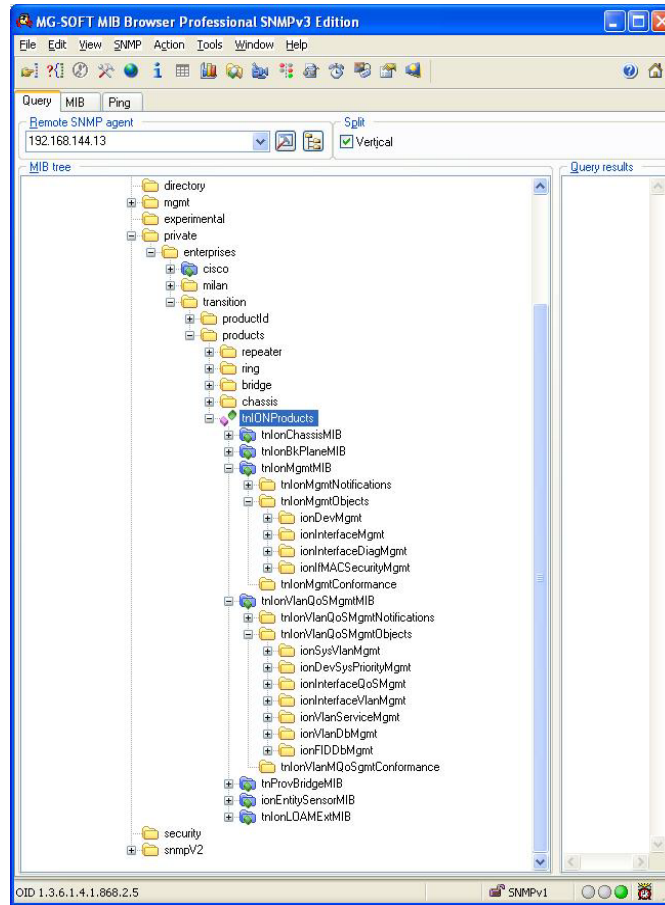 MG-SOFT MIB Browser Professional SNMPv3 Edition
File Edit View SNMP Action Tools Window Help
Query MIB Ping
Remote SNMP agent
Split
192.168.144.13
Vertical
MIB tree
Query results
directory
mgmt
experimental
private
enterprises
cisco
milan
transition
productId
products
repeater
ring
bridge
chassis
tnIONProducts
tnIonChassisMIB
tnIonBkPlaneMIB
tnIonMgmtMIB
tnIonMgmtNotifications
tnIonMgmtObjects
ionDevMgmt
ionInterfaceMgmt
ionInterfaceDiagMgmt
ionIfMACSecurityMgmt
tnIonMgmtConformance
tnIonVlanQoSMgmtMIB
tnIonVlanQoSMgmtNotifications
tnIonVlanQoSMgmtObjects
ionSysVlanMgmt
ionDevSysPriorityMgmt
ionInterfaceQoSMgmt
ionInterfaceVlanMgmt
ionVlanServiceMgmt
ionVlanDbMgmt
ionFIDDbMgmt
tnIonVlanMQoSgmtConformance
tnProvBridgeMIB
ionEntitySensorMIB
tnIonLOAMExtMIB
security
snmpV2
OID 1.3.6.1.4.1.868.2.5
SNMPv1